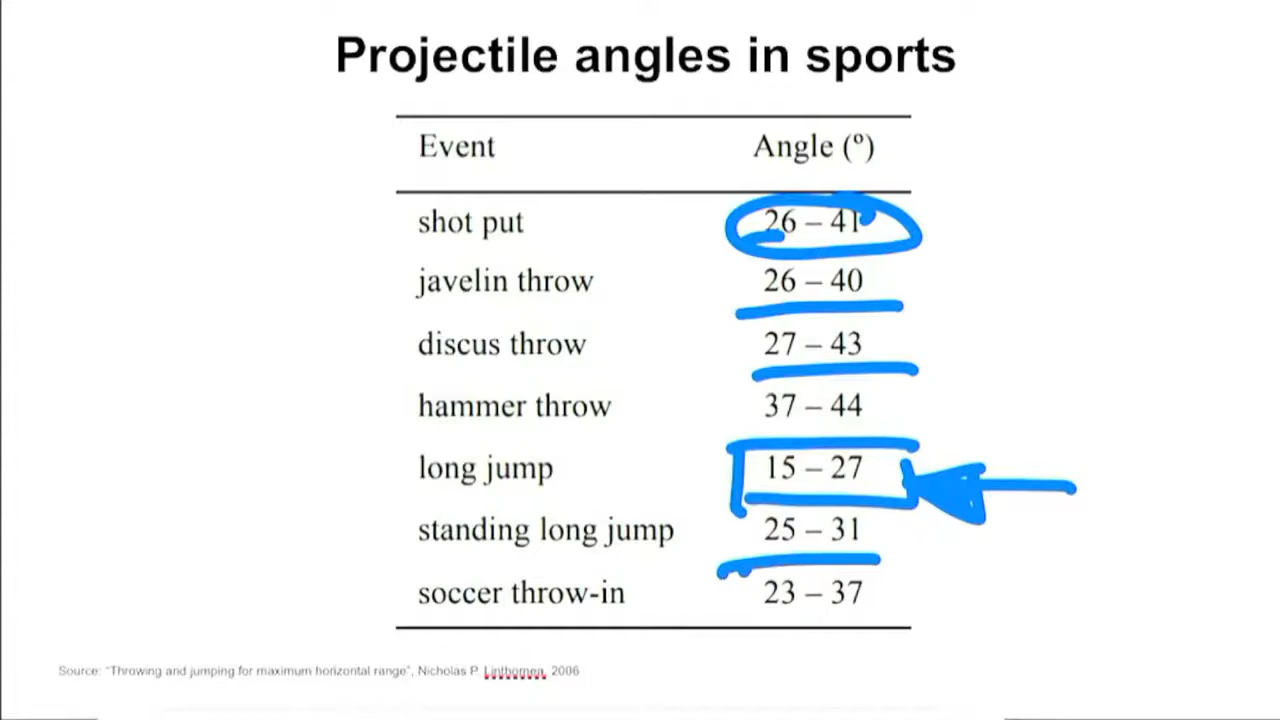 Projectile angles in sports
Event Angle (º)
shot put 26 – 41
javelin throw 26 – 40
discus throw 27 – 43
hammer throw 37 – 44
long jump 15 – 27
standing long jump 25 – 31
soccer throw-in 23 – 37
Source: "Throwing and jumping for maximum horizontal range", Nicholas P. Linthornen, 2006